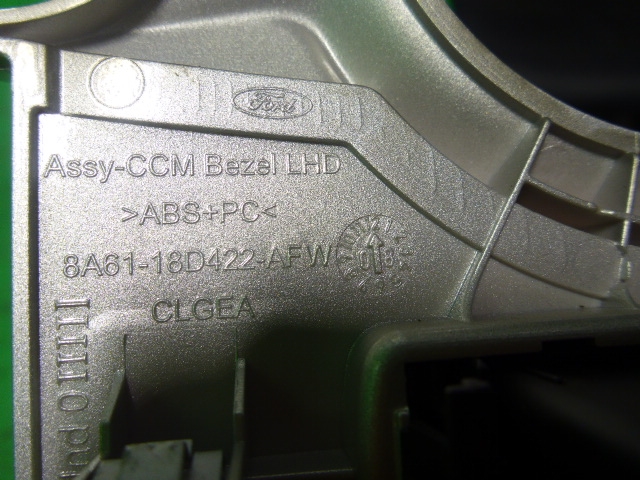 Ford
Assy-CCM Bezel LHD
>ABS+PC<
8A61-18D422-AFW
CLGEA